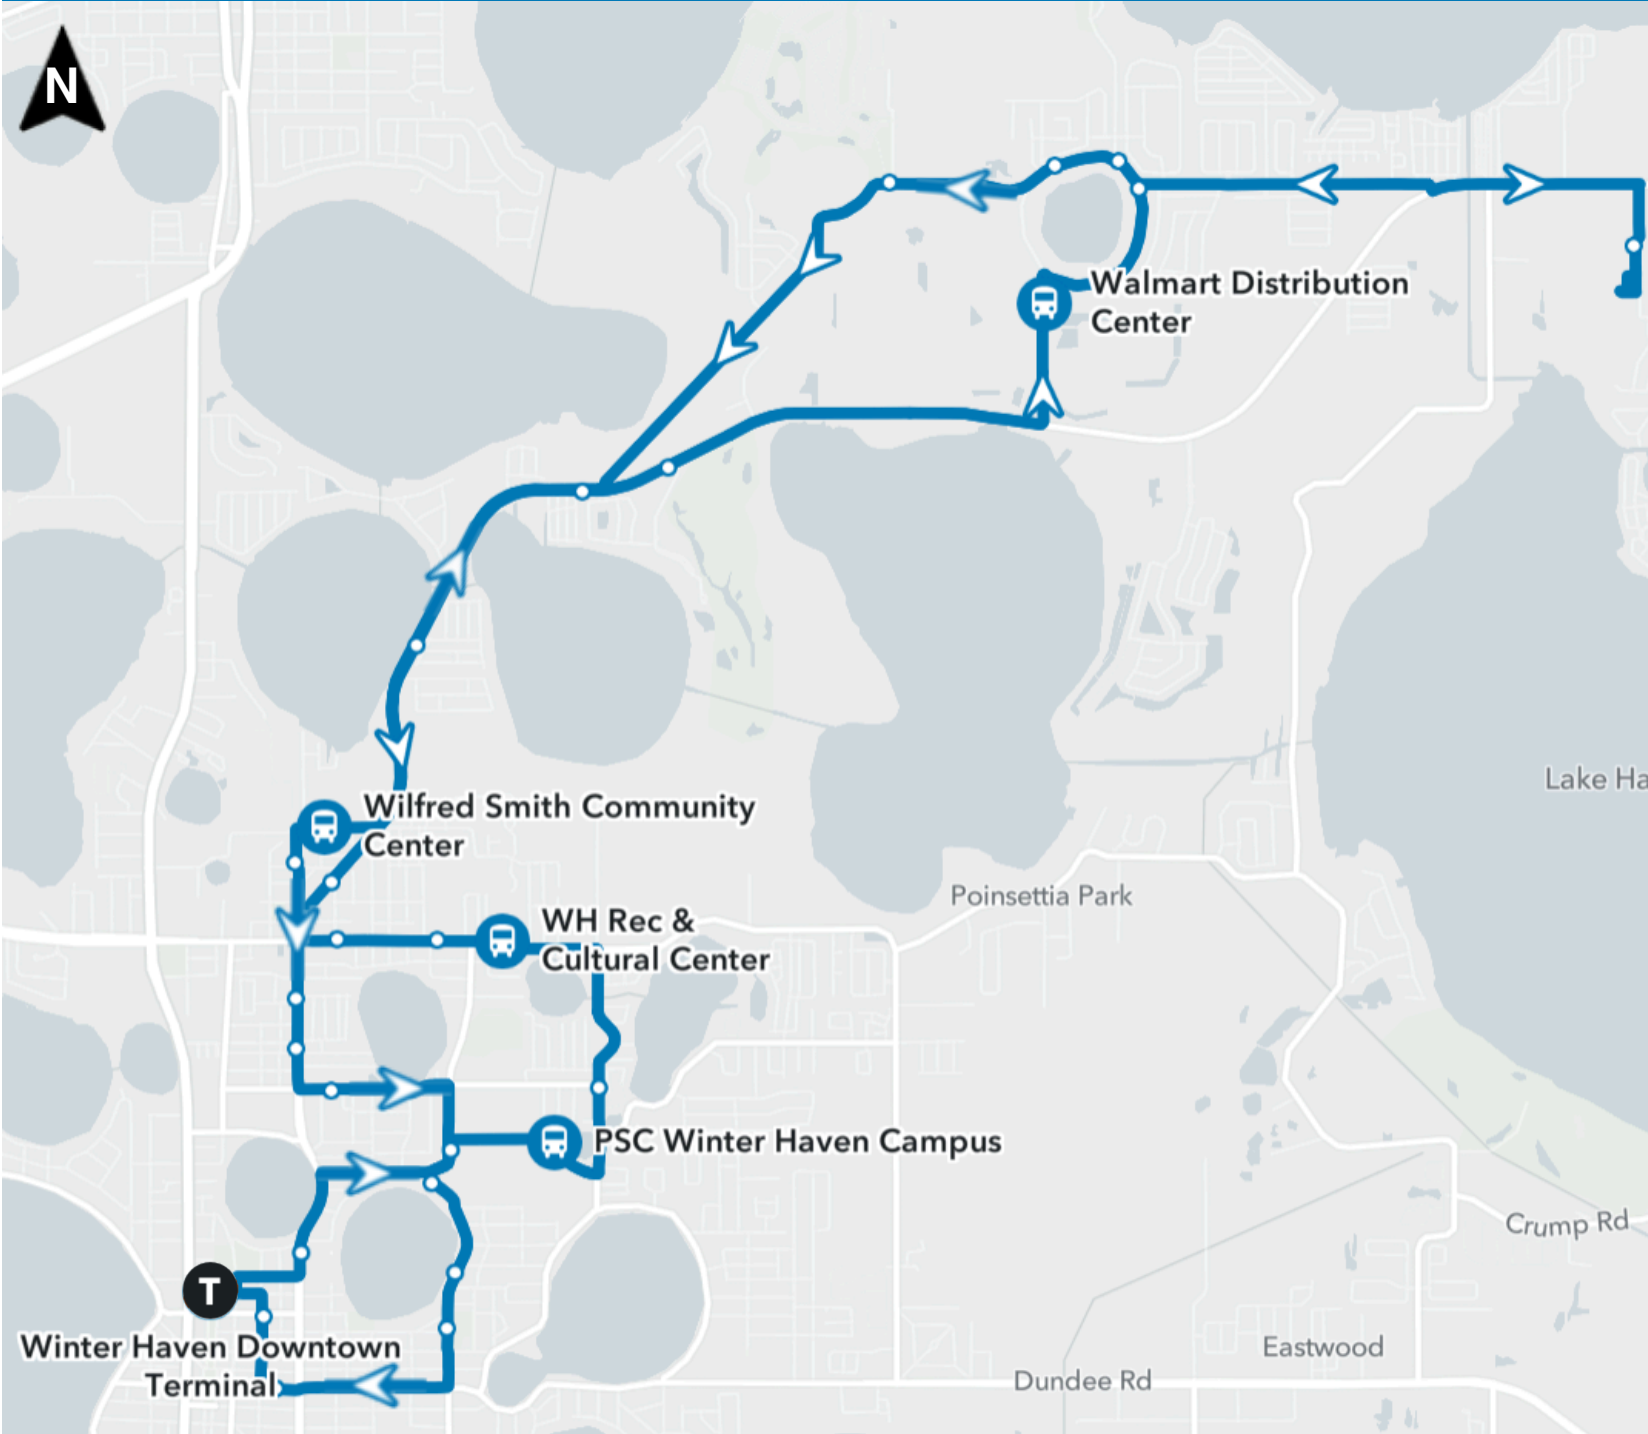 N
Walmart Distribution
Center
Lake Ha
Wilfred Smith Community
Center
Poinsettia Park
WH Rec &
Cultural Center
PSC Winter Haven Campus
Crump Rd
T
Winter Haven Downtown
Terminal
Eastwood
Dundee Rd